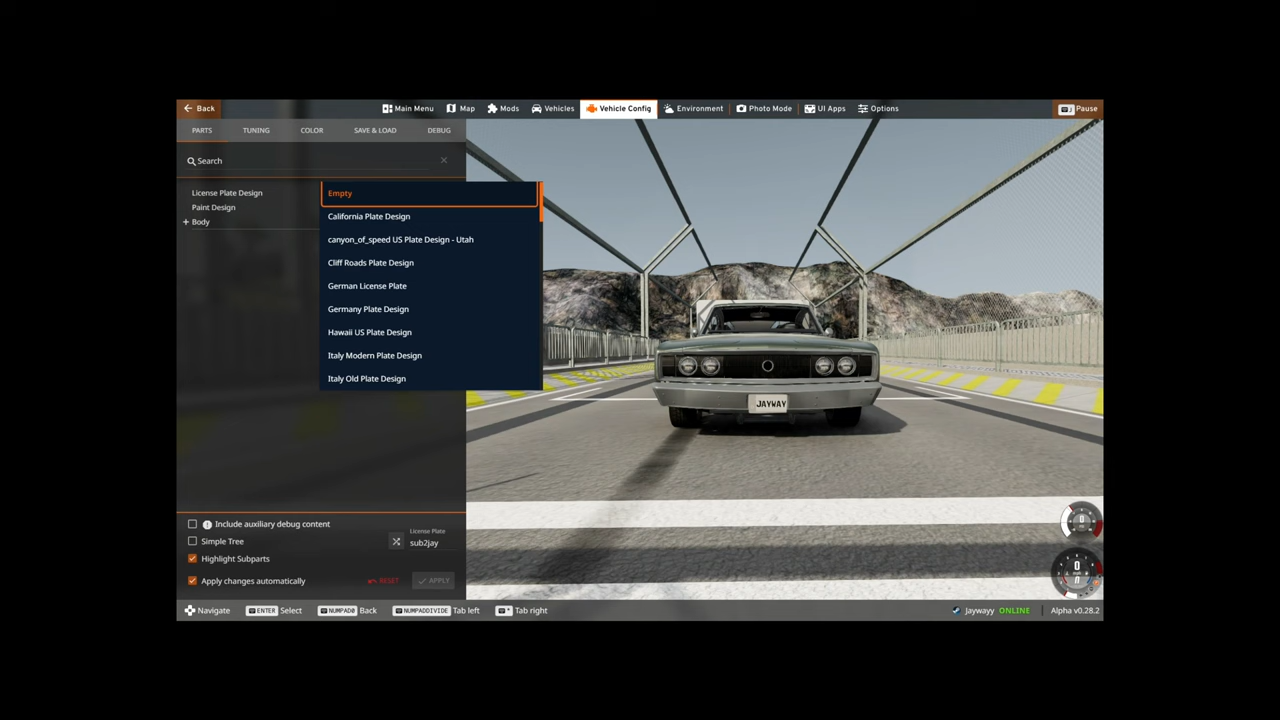 Back
Main Menu
Map
Mods
Vehicles
Vehicle Config
Environment
Photo Mode
UI Apps
Options
Pause
PARTS
TUNING
COLOR
SAVE & LOAD
DEBUG
Search
License Plate Design
Paint Design
+ Body
Empty
California Plate Design
canyon_of_speed US Plate Design - Utah
Cliff Roads Plate Design
German License Plate
Germany Plate Design
Hawaii US Plate Design
Italy Modern Plate Design
Italy Old Plate Design
JAYWAY
Include auxiliary debug content
Simple Tree
Highlight Subparts
Apply changes automatically
License Plate
sub2jay
RESET
APPLY
0
0
Navigate
ENTER Select
NUMPAD0 Back
NUMPADDIVIDE Tab left
* Tab right
Jaywayy ONLINE
Alpha v0.28.2